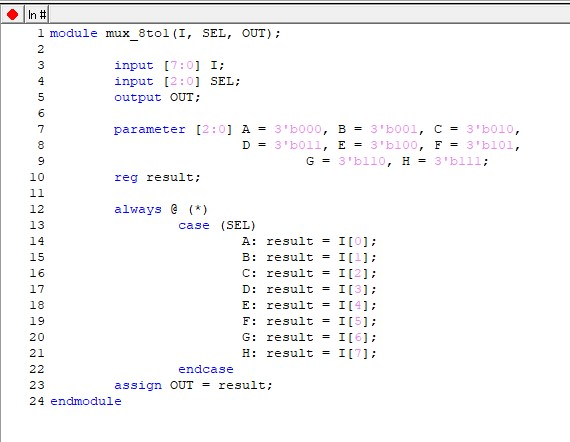 ln #
1 module mux_8to1(I, SEL, OUT);
2
3 input [7:0] I;
4 input [2:0] SEL;
5 output OUT;
6
7 parameter [2:0] A = 3'b000, B = 3'b001, C = 3'b010,
8 D = 3'b011, E = 3'b100, F = 3'b101,
9 G = 3'b110, H = 3'b111;
10 reg result;
11
12 always @ (*)
13 case (SEL)
14 A: result = I[0];
15 B: result = I[1];
16 C: result = I[2];
17 D: result = I[3];
18 E: result = I[4];
19 F: result = I[5];
20 G: result = I[6];
21 H: result = I[7];
22 endcase
23 assign OUT = result;
24 endmodule